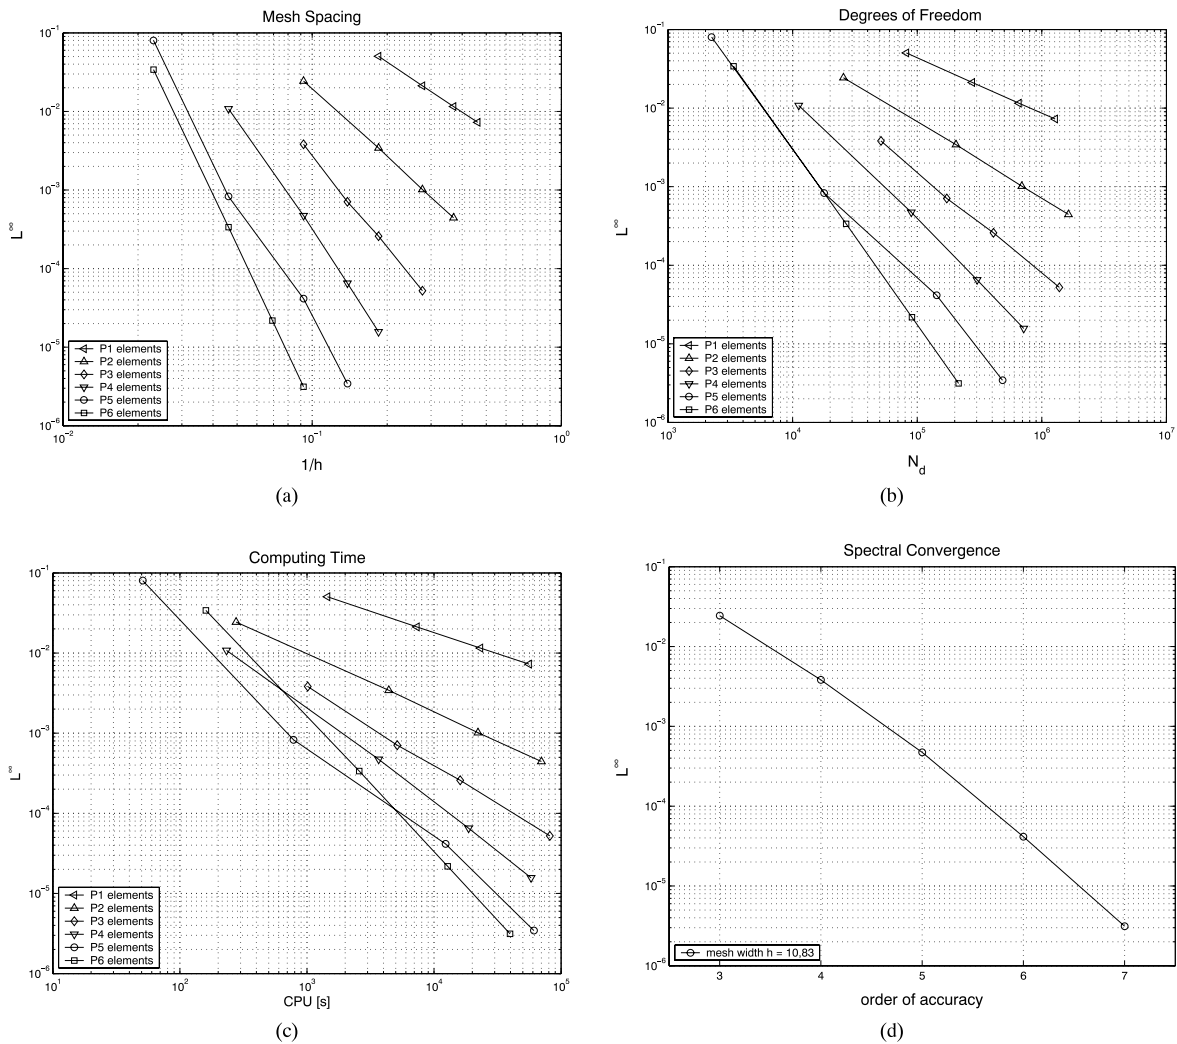 Mesh Spacing
10⁻¹
10⁻²
10⁻³
10⁻⁴
10⁻⁵
10⁻⁶
L∞
P1 elements
P2 elements
P3 elements
P4 elements
P5 elements
P6 elements
10⁻² 10⁻¹ 10⁰
1/h
(a)
Degrees of Freedom
10⁻¹
10⁻²
10⁻³
10⁻⁴
10⁻⁵
10⁻⁶
L∞
P1 elements
P2 elements
P3 elements
P4 elements
P5 elements
P6 elements
10³ 10⁴ 10⁵ 10⁶ 10⁷
N_d
(b)
Computing Time
10⁻¹
10⁻²
10⁻³
10⁻⁴
10⁻⁵
10⁻⁶
L∞
P1 elements
P2 elements
P3 elements
P4 elements
P5 elements
P6 elements
10¹ 10² 10³ 10⁴ 10⁵
CPU [s]
(c)
Spectral Convergence
10⁻¹
10⁻²
10⁻³
10⁻⁴
10⁻⁵
10⁻⁶
L∞
mesh width h = 10,83
3 4 5 6 7
order of accuracy
(d)